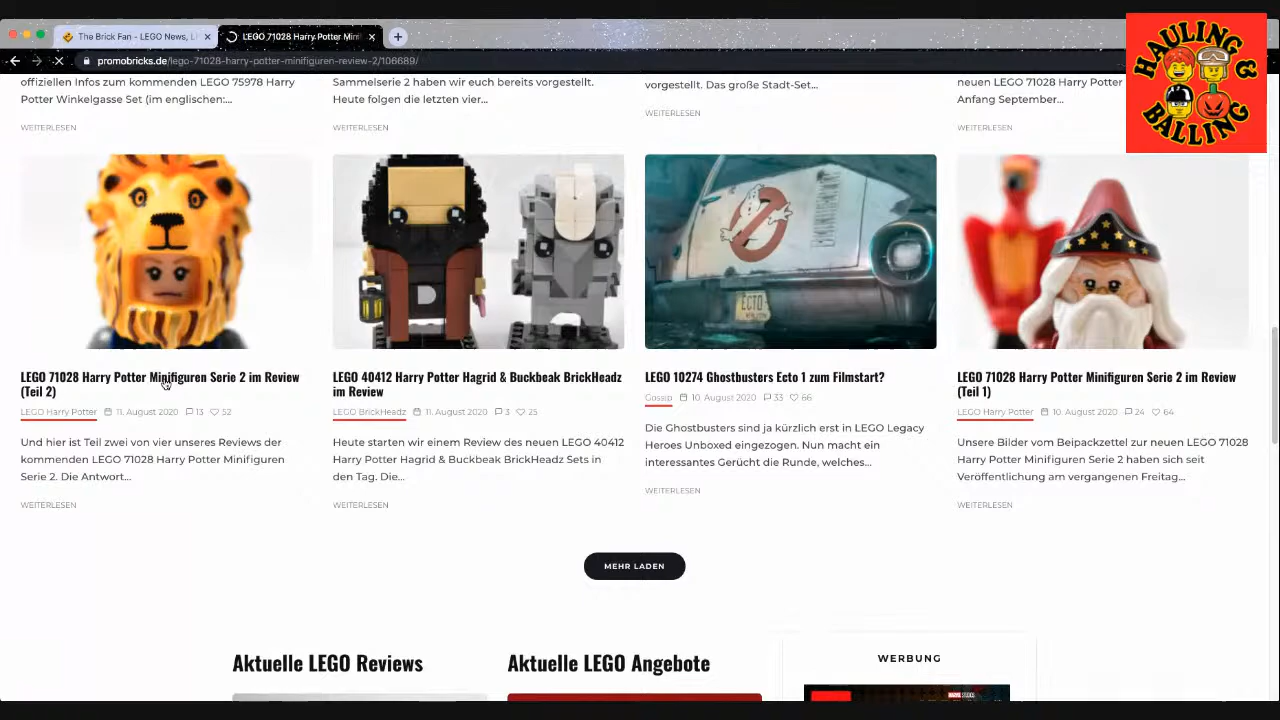 The Brick Fan - LEGO News, L
LEGO 71028 Harry Potter Mini
promobricks.de/lego-71028-harry-potter-minifiguren-review-2/106689/
HAULING
BALLING
offiziellen Infos zum kommenden LEGO 75978 Harry
Potter Winkelgasse Set (im englischen:...
WEITERLESEN
Sammelserie 2 haben wir euch bereits vorgestellt.
Heute folgen die letzten vier...
WEITERLESEN
vorgestellt. Das große Stadt-Set...
WEITERLESEN
neuen LEGO 71028 Harry Potter
Anfang September...
WEITERLESEN
ECTO 1
LEGO 71028 Harry Potter Minifiguren Serie 2 im Review
(Teil 2)
LEGO Harry Potter 11. August 2020 13 52
Und hier ist Teil zwei von vier unseres Reviews der
kommenden LEGO 71028 Harry Potter Minifiguren
Serie 2. Die Antwort...
WEITERLESEN
LEGO 40412 Harry Potter Hagrid & Buckbeak BrickHeadz
im Review
LEGO BrickHeadz 11. August 2020 3 25
Heute starten wir einem Review des neuen LEGO 40412
Harry Potter Hagrid & Buckbeak BrickHeadz Sets in
den Tag. Die...
WEITERLESEN
LEGO 10274 Ghostbusters Ecto 1 zum Filmstart?
Gossip 10. August 2020 33 66
Die Ghostbusters sind ja kürzlich erst in LEGO Legacy
Heroes Unboxed eingezogen. Nun macht ein
interessantes Gerücht die Runde, welches...
WEITERLESEN
LEGO 71028 Harry Potter Minifiguren Serie 2 im Review
(Teil 1)
LEGO Harry Potter 10. August 2020 24 64
Unsere Bilder vom Beipackzettel zur neuen LEGO 71028
Harry Potter Minifiguren Serie 2 haben sich seit
Veröffentlichung am vergangenen Freitag...
WEITERLESEN
MEHR LADEN
Aktuelle LEGO Reviews
Aktuelle LEGO Angebote
WERBUNG